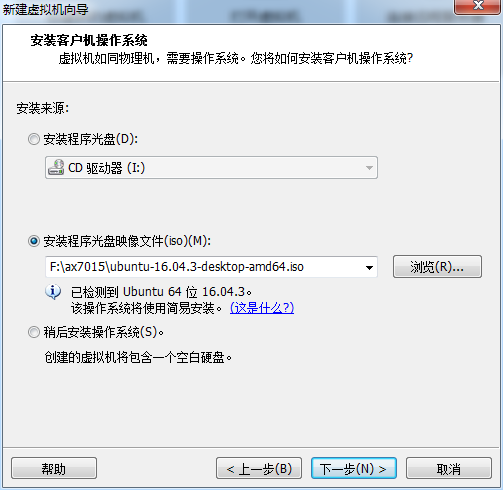 新建虚拟机向导
安装客户机操作系统
虚拟机如同物理机，需要操作系统。您将如何安装客户机操作系统?
安装来源:
安装程序光盘(D):
CD 驱动器 (I:)
安装程序光盘映像文件(iso)(M):
F:\ax7015\ubuntu-16.04.3-desktop-amd64.iso
浏览(R)...
已检测到 Ubuntu 64 位 16.04.3。
该操作系统将使用简易安装。(这是什么?)
稍后安装操作系统(S)。
创建的虚拟机将包含一个空白硬盘。
帮助
< 上一步(B)
下一步(N) >
取消